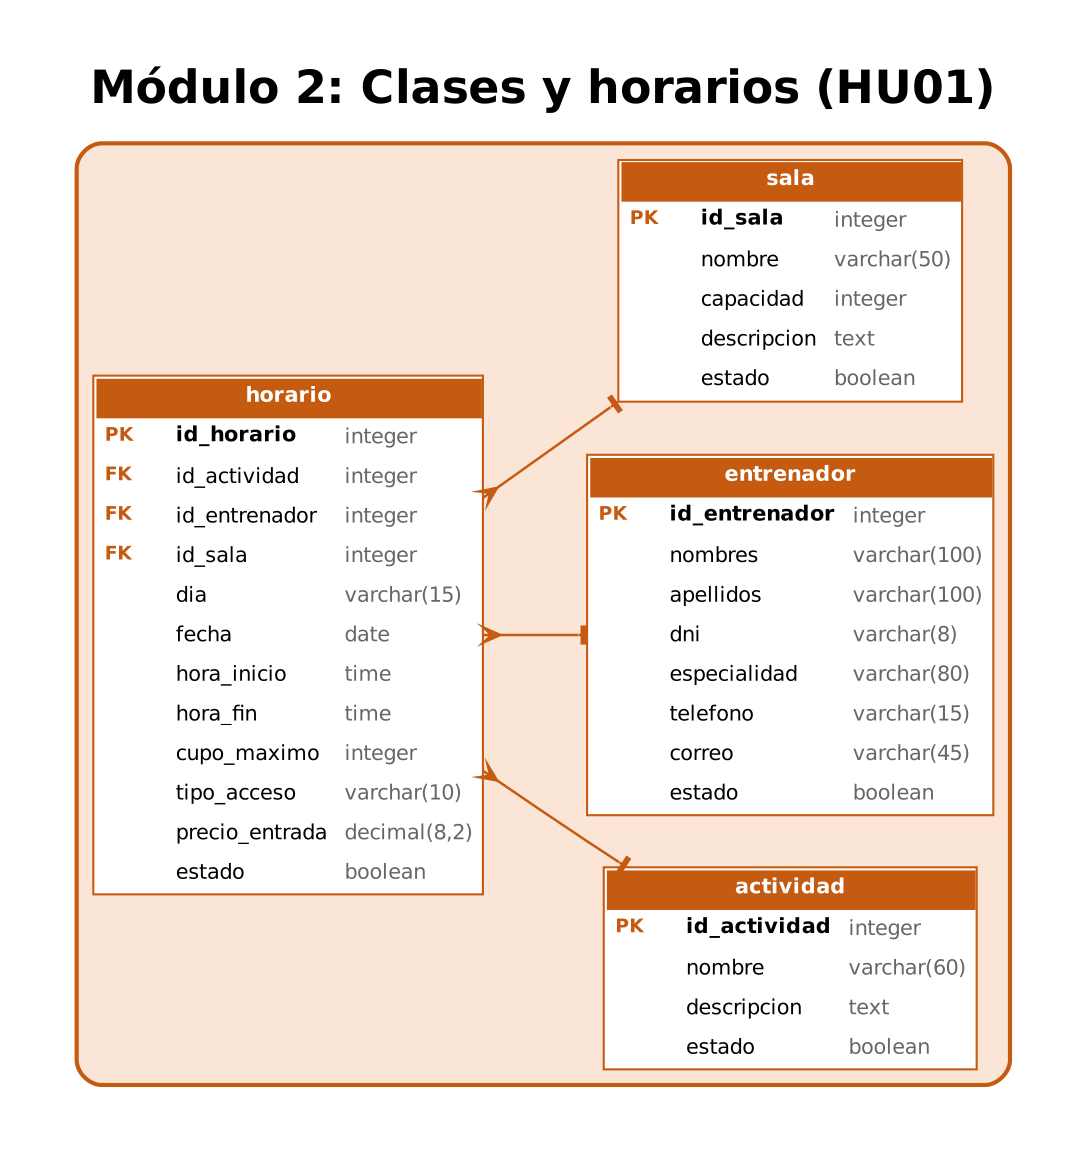 Módulo 2: Clases y horarios (HU01)
sala
PK id_sala integer
nombre varchar(50)
capacidad integer
descripcion text
estado boolean
horario
PK id_horario integer
FK id_actividad integer
FK id_entrenador integer
FK id_sala integer
dia varchar(15)
fecha date
hora_inicio time
hora_fin time
cupo_maximo integer
tipo_acceso varchar(10)
precio_entrada decimal(8,2)
estado boolean
entrenador
PK id_entrenador integer
nombres varchar(100)
apellidos varchar(100)
dni varchar(8)
especialidad varchar(80)
telefono varchar(15)
correo varchar(45)
estado boolean
actividad
PK id_actividad integer
nombre varchar(60)
descripcion text
estado boolean